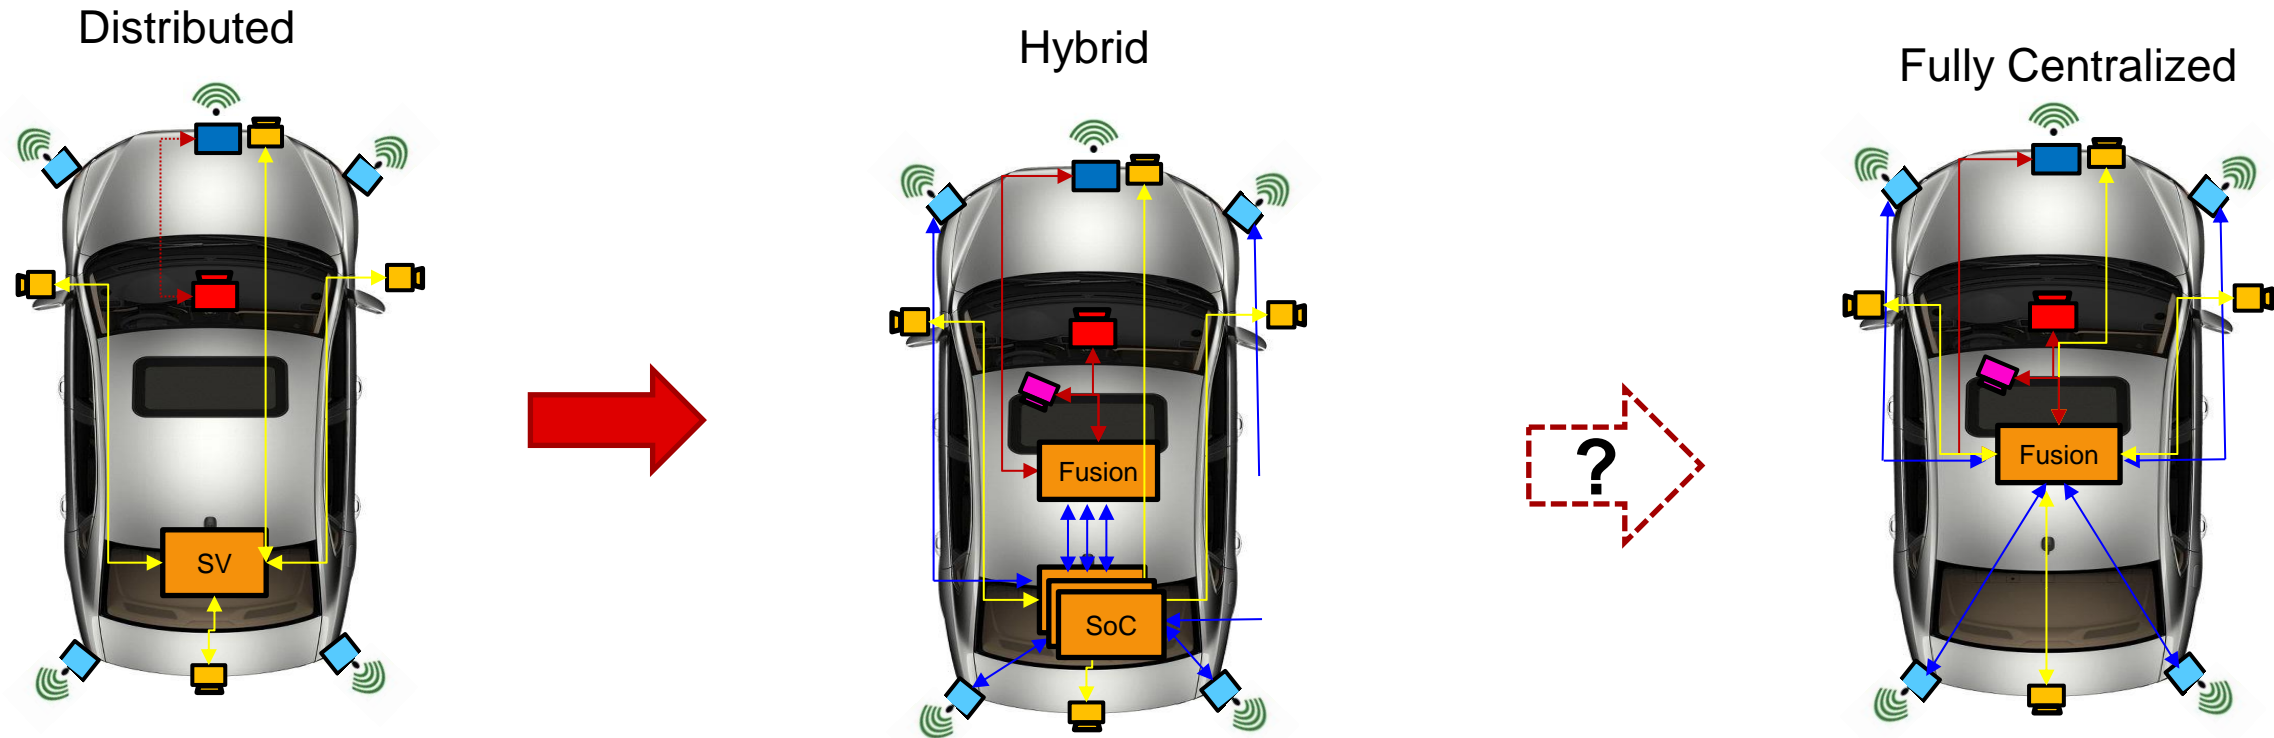 Distributed
Hybrid
Fully Centralized
SV
Fusion
SoC
?
Fusion